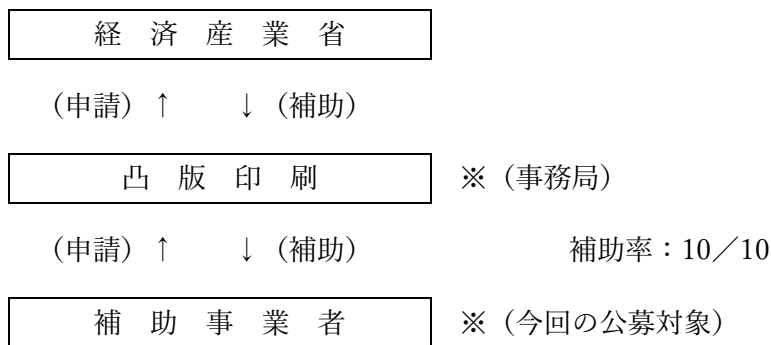 経済産業省
(申請) ↑ ↓ (補助)
凸版印刷 ※(事務局)
(申請) ↑ ↓ (補助) 補助率:10/10
補助事業者 ※(今回の公募対象)